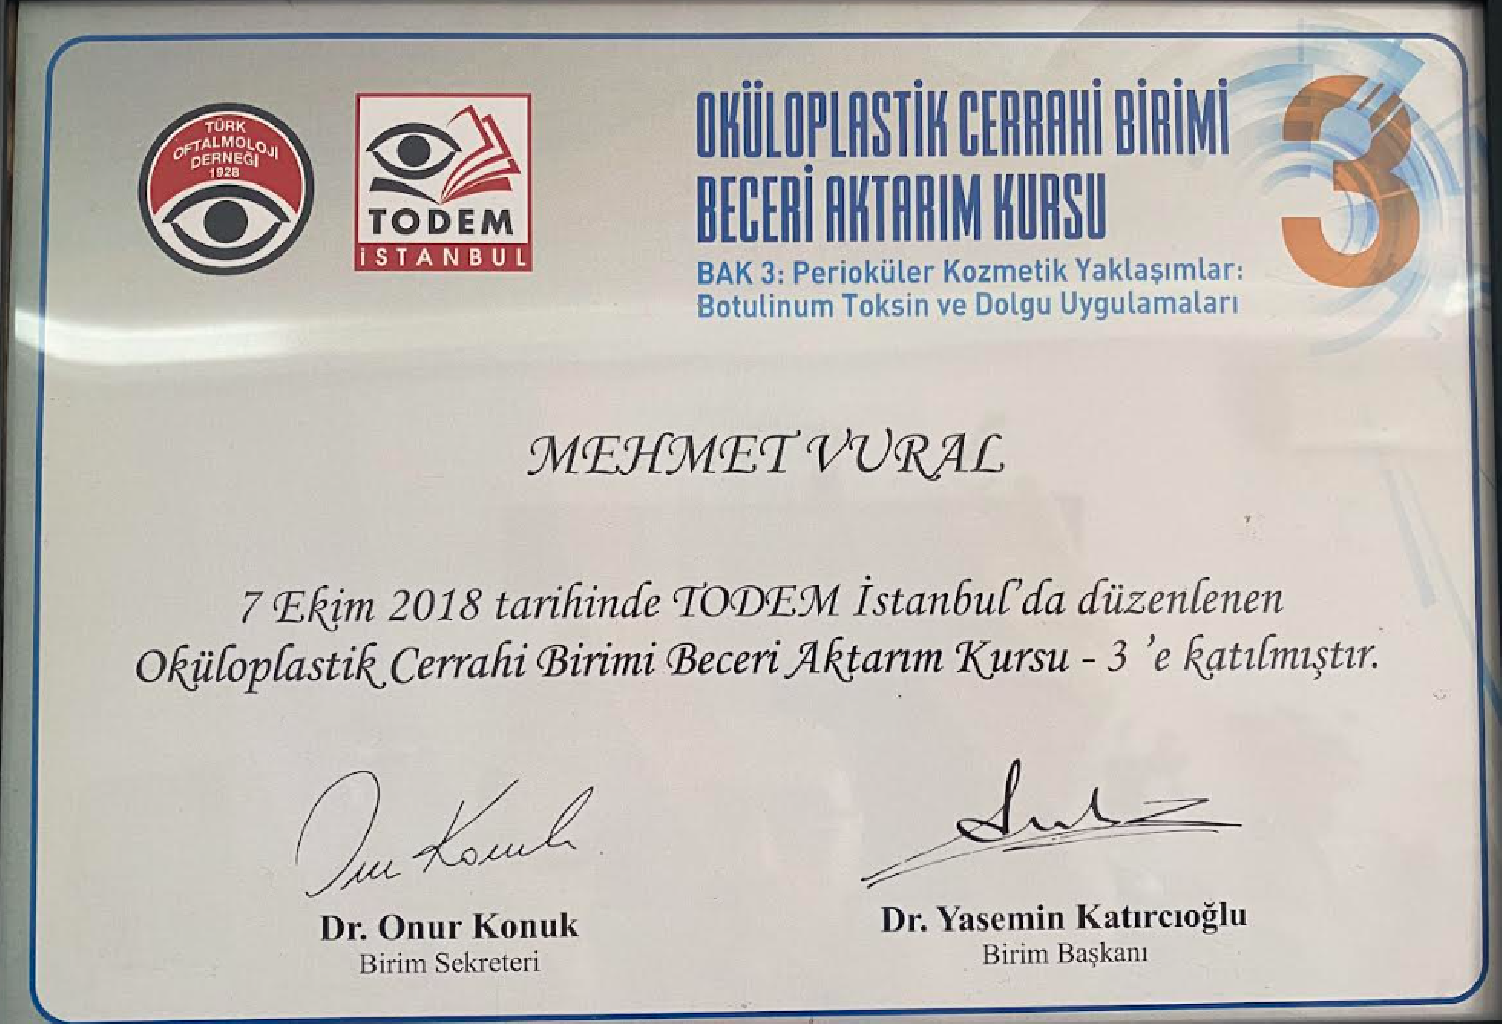 TÜRK
OFTALMOLOJİ
DERNEĞİ
1928
TODEM
İSTANBUL
OKÜLOPLASTİK CERRAHİ BİRİMİ
BECERİ AKTARIM KURSU
3
BAK 3: Perioküler Kozmetik Yaklaşımlar:
Botulinum Toksin ve Dolgu Uygulamaları
MEHMET VURAL
7 Ekim 2018 tarihinde TODEM İstanbul'da düzenlenen
Oküloplastik Cerrahi Birimi Beceri Aktarım Kursu - 3 'e katılmıştır.
Onur Konuk
Dr. Onur Konuk
Birim Sekreteri
Dr. Yasemin Katırcıoğlu
Birim Başkanı